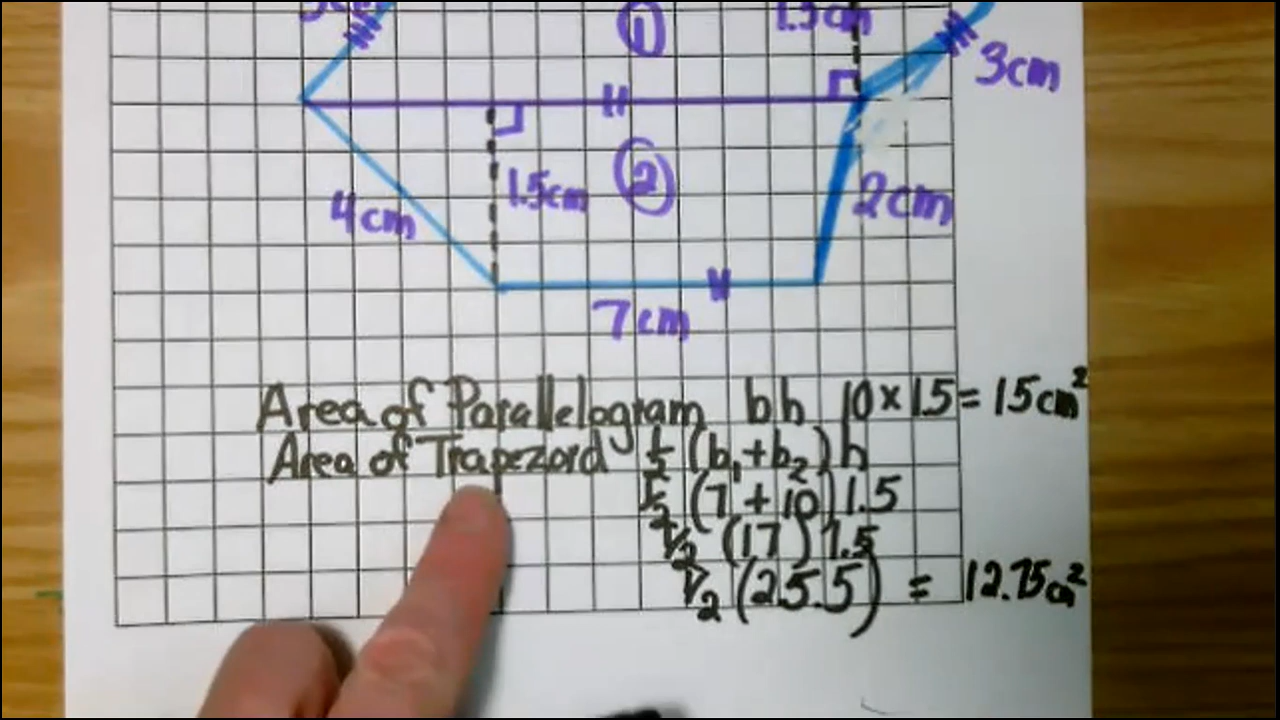 1
3cm
1.5cm
2
4cm
2cm
7cm
Area of Parallelogram bh 10×1.5= 15cm²
Area of Trapezoid ½ (b₁+b₂)h
½ (7+10)1.5
½ (17)1.5
½ (25.5) = 12.75cm²